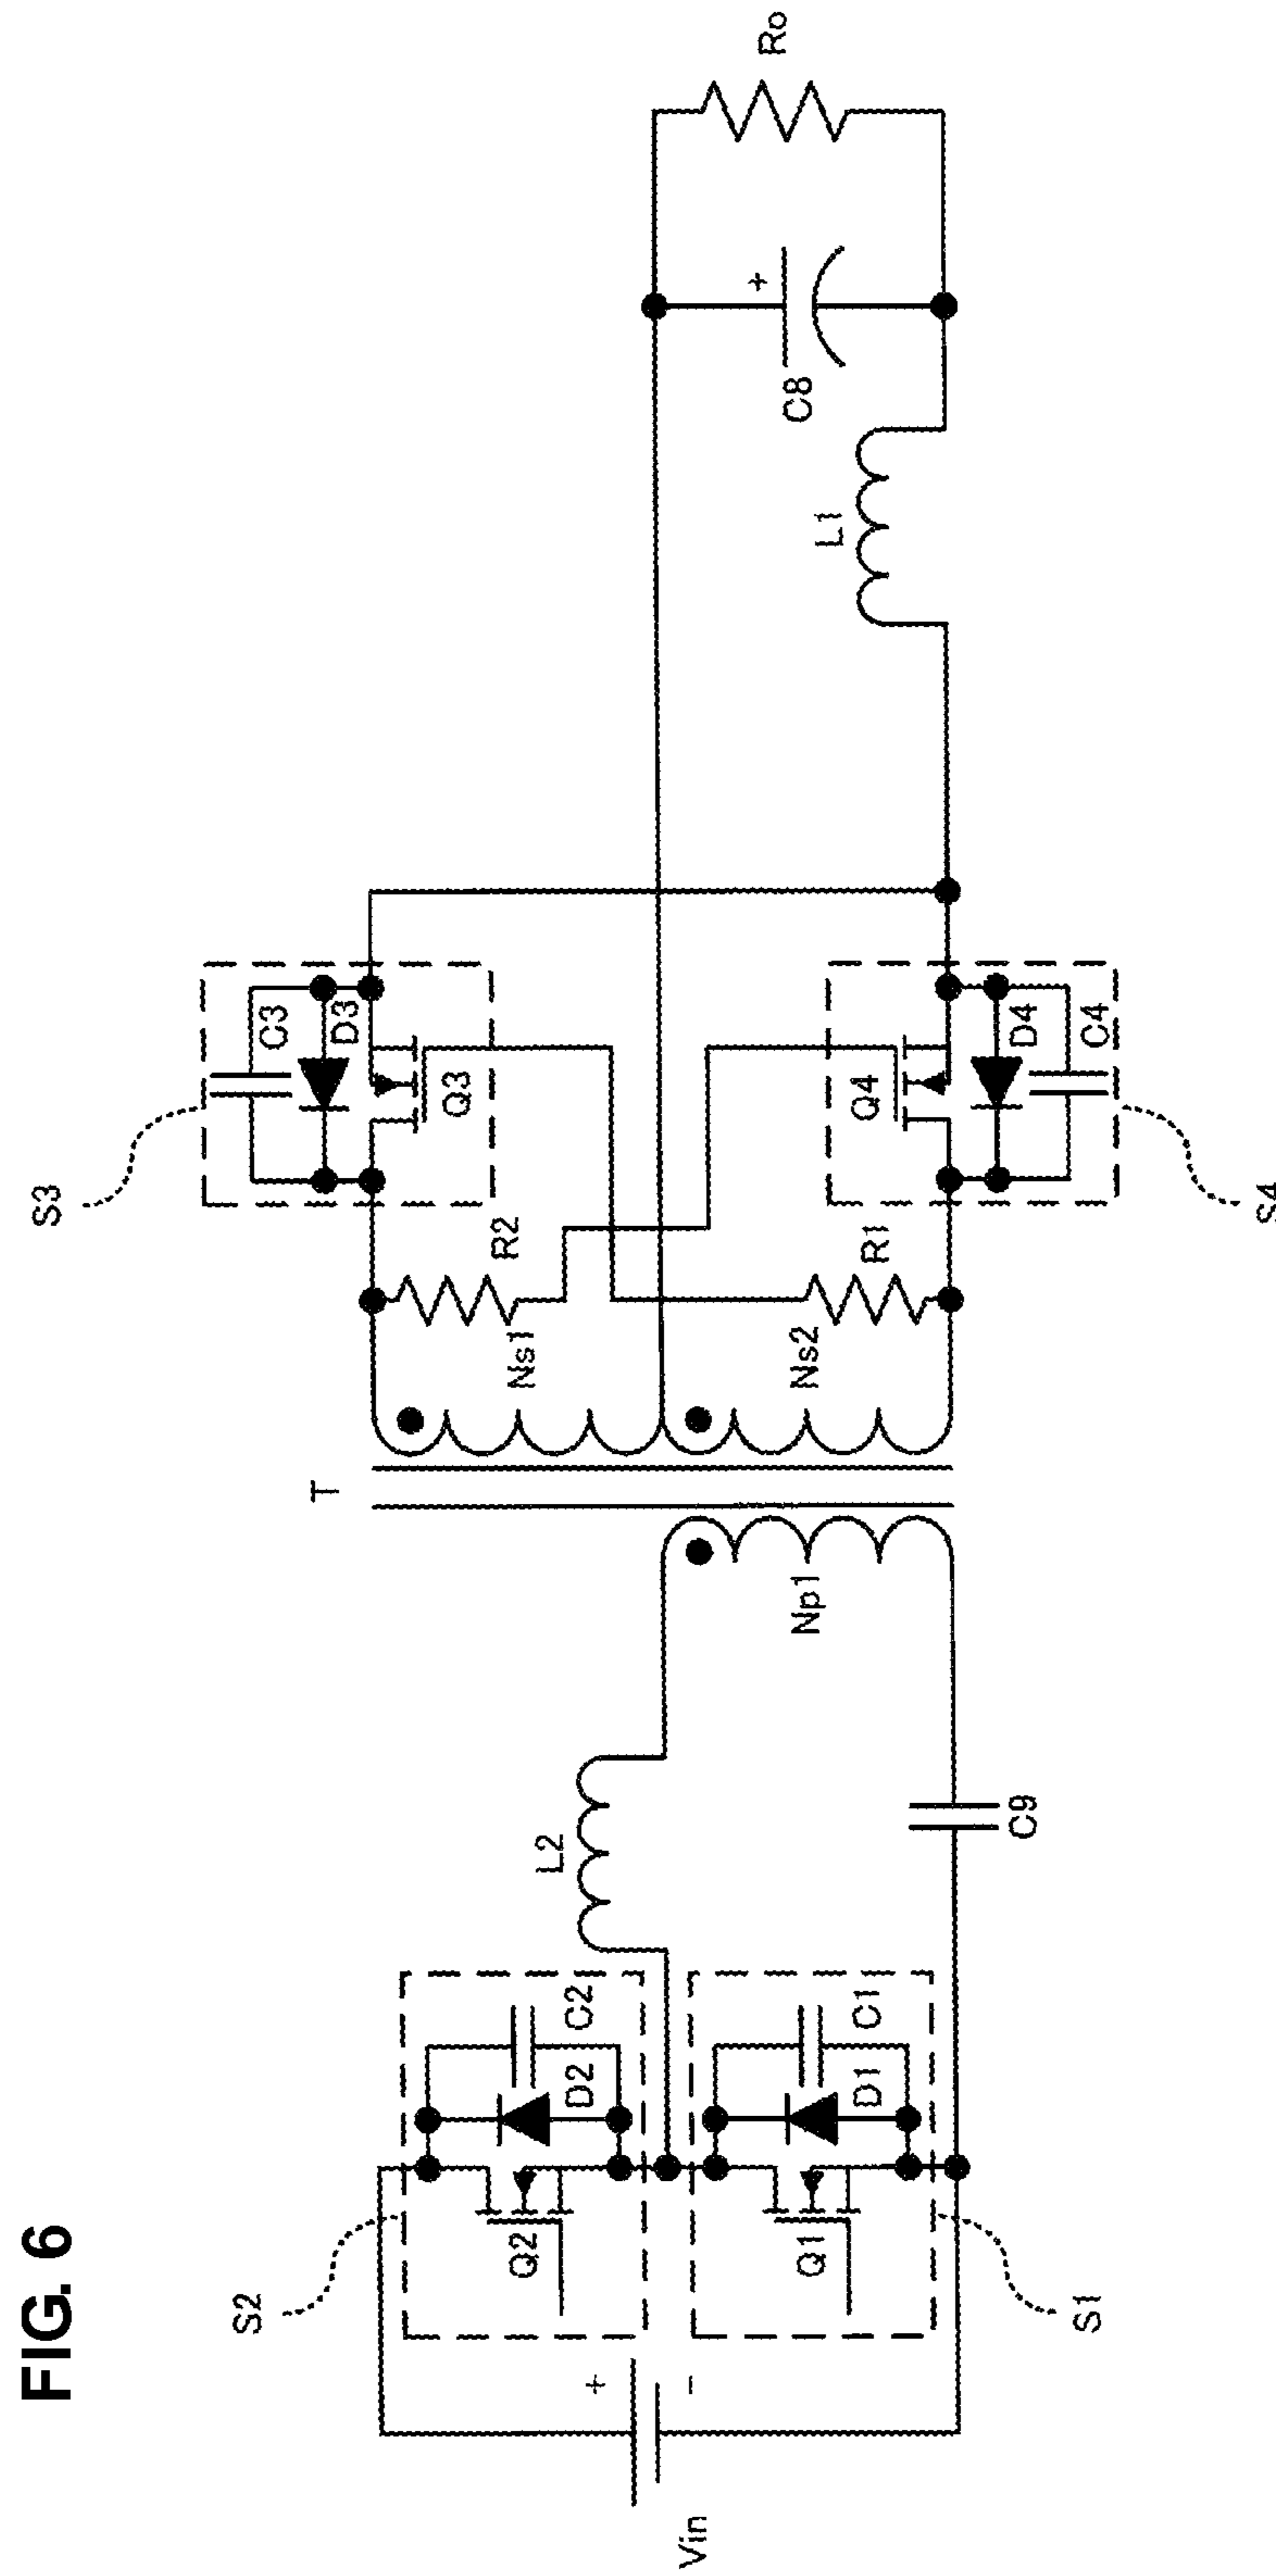 FIG. 6
S2
S3
T
C3
D3
Q3
R2
Ns1
L2
C2
D2
Q2
+
Vin
-
Ro
+
C8
L1
Ns2
R1
Q4
D4
C4
S4
Np1
C9
C1
D1
Q1
S1